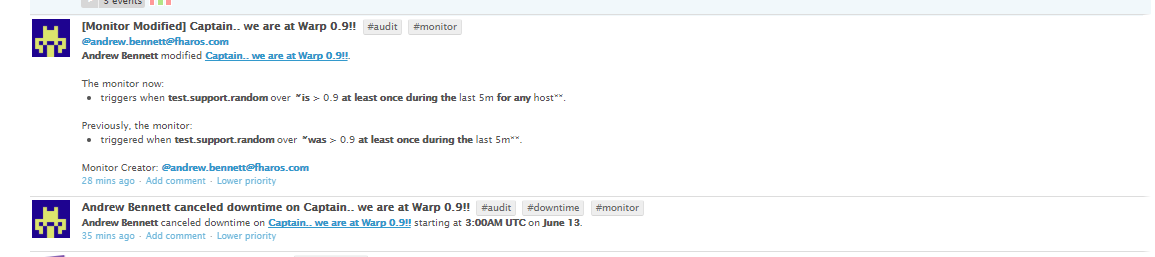 3 events
[Monitor Modified] Captain.. we are at Warp 0.9!! #audit #monitor
@andrew.bennett@fharos.com
Andrew Bennett modified Captain.. we are at Warp 0.9!!.
The monitor now:
• triggers when test.support.random over *is > 0.9 at least once during the last 5m for any host**.
Previously, the monitor:
• triggered when test.support.random over *was > 0.9 at least once during the last 5m**.
Monitor Creator: @andrew.bennett@fharos.com
28 mins ago · Add comment · Lower priority
Andrew Bennett canceled downtime on Captain.. we are at Warp 0.9!! #audit #downtime #monitor
Andrew Bennett canceled downtime on Captain.. we are at Warp 0.9!! starting at 3:00AM UTC on June 13.
35 mins ago · Add comment · Lower priority